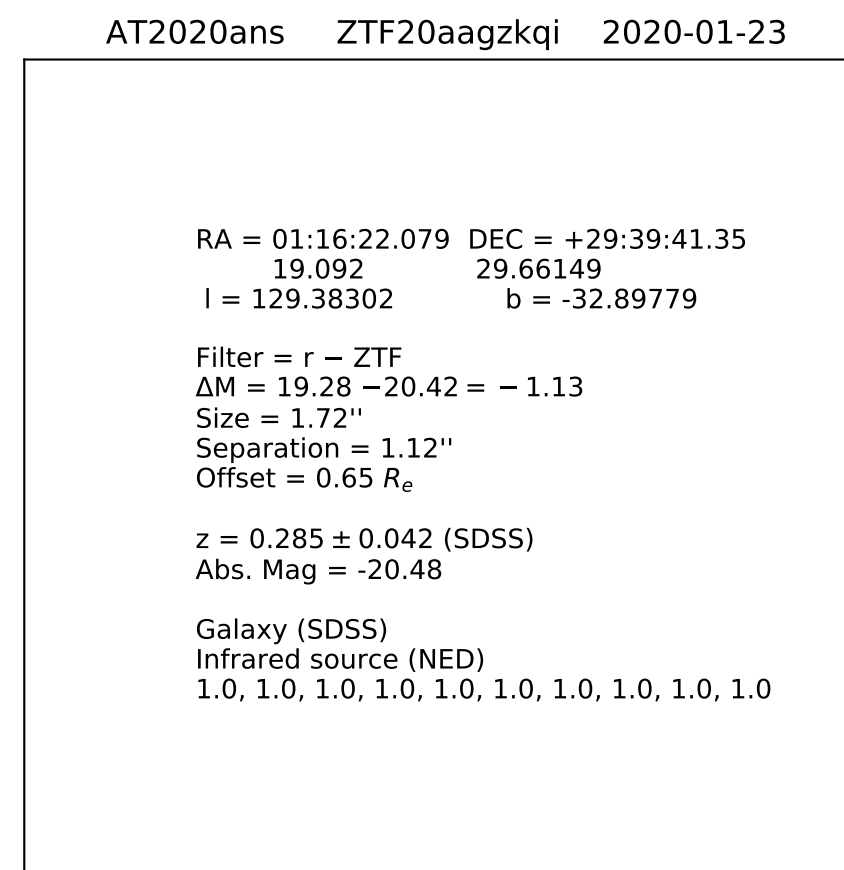 AT2020ans ZTF20aagzkqi 2020-01-23
RA = 01:16:22.079 DEC = +29:39:41.35
19.092 29.66149
l = 129.38302 b = -32.89779
Filter = r − ZTF
ΔM = 19.28 −20.42 = − 1.13
Size = 1.72''
Separation = 1.12''
Offset = 0.65 Re
z = 0.285 ± 0.042 (SDSS)
Abs. Mag = -20.48
Galaxy (SDSS)
Infrared source (NED)
1.0, 1.0, 1.0, 1.0, 1.0, 1.0, 1.0, 1.0, 1.0, 1.0